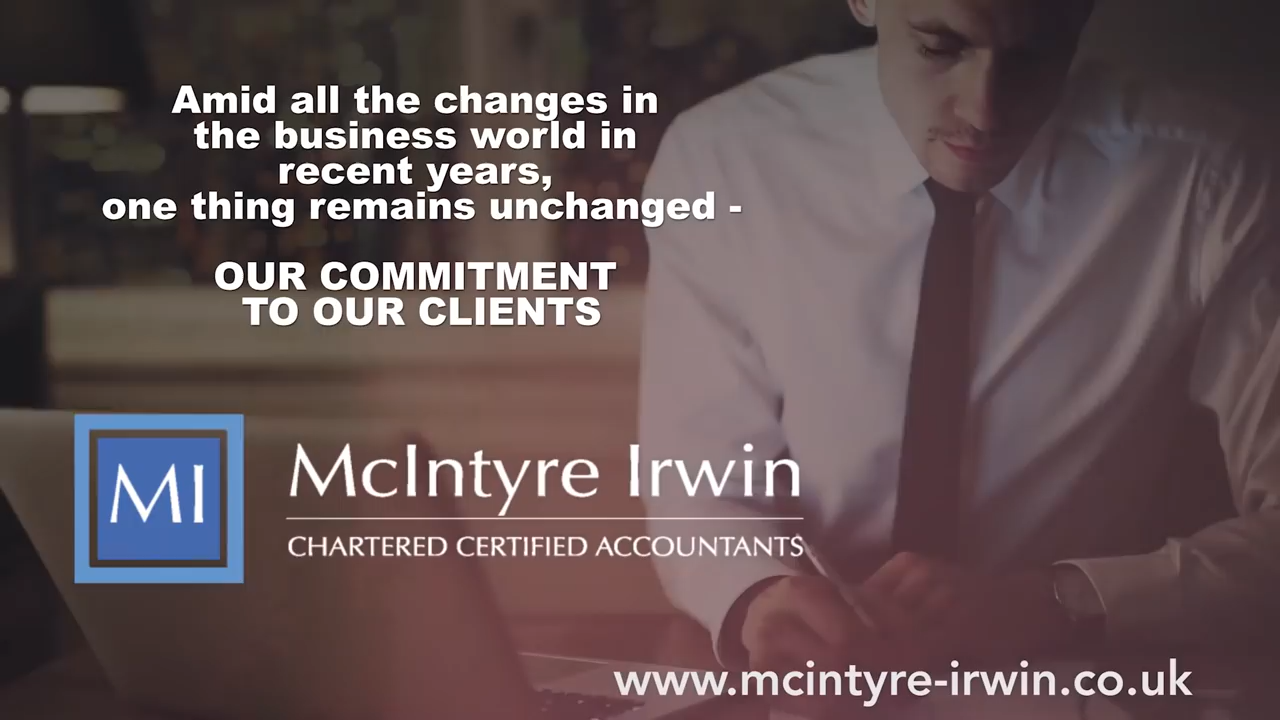 Amid all the changes in
the business world in
recent years,
one thing remains unchanged -
OUR COMMITMENT
TO OUR CLIENTS
MI
McIntyre Irwin
CHARTERED CERTIFIED ACCOUNTANTS
www.mcintyre-irwin.co.uk